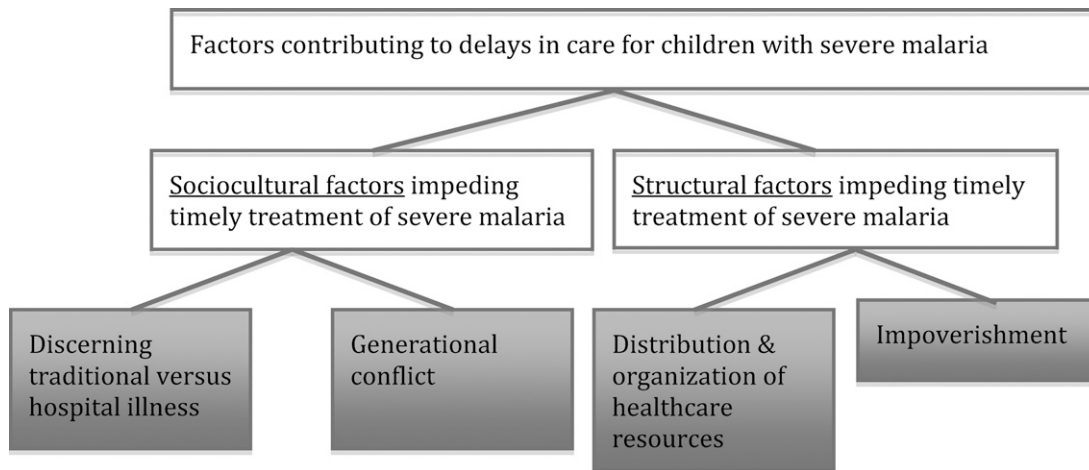 Factors contributing to delays in care for children with severe malaria
Sociocultural factors impeding
timely treatment of severe malaria
Structural factors impeding timely
treatment of severe malaria
Discerning
traditional versus
hospital illness
Generational
conflict
Distribution &
organization of
healthcare
resources
Impoverishment